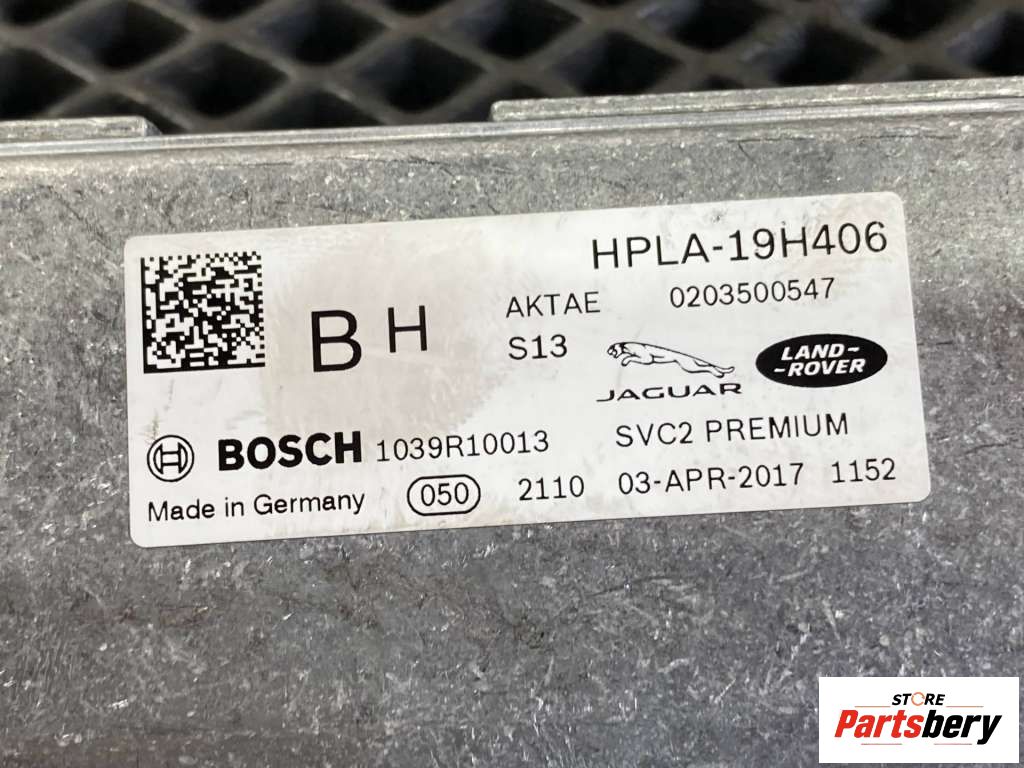 HPLA-19H406
AKTAE 0203500547
B H
S13
JAGUAR
LAND-
-ROVER
BOSCH 1039R10013 SVC2 PREMIUM
Made in Germany 050 2110 03-APR-2017 1152
STORE
Partsbery